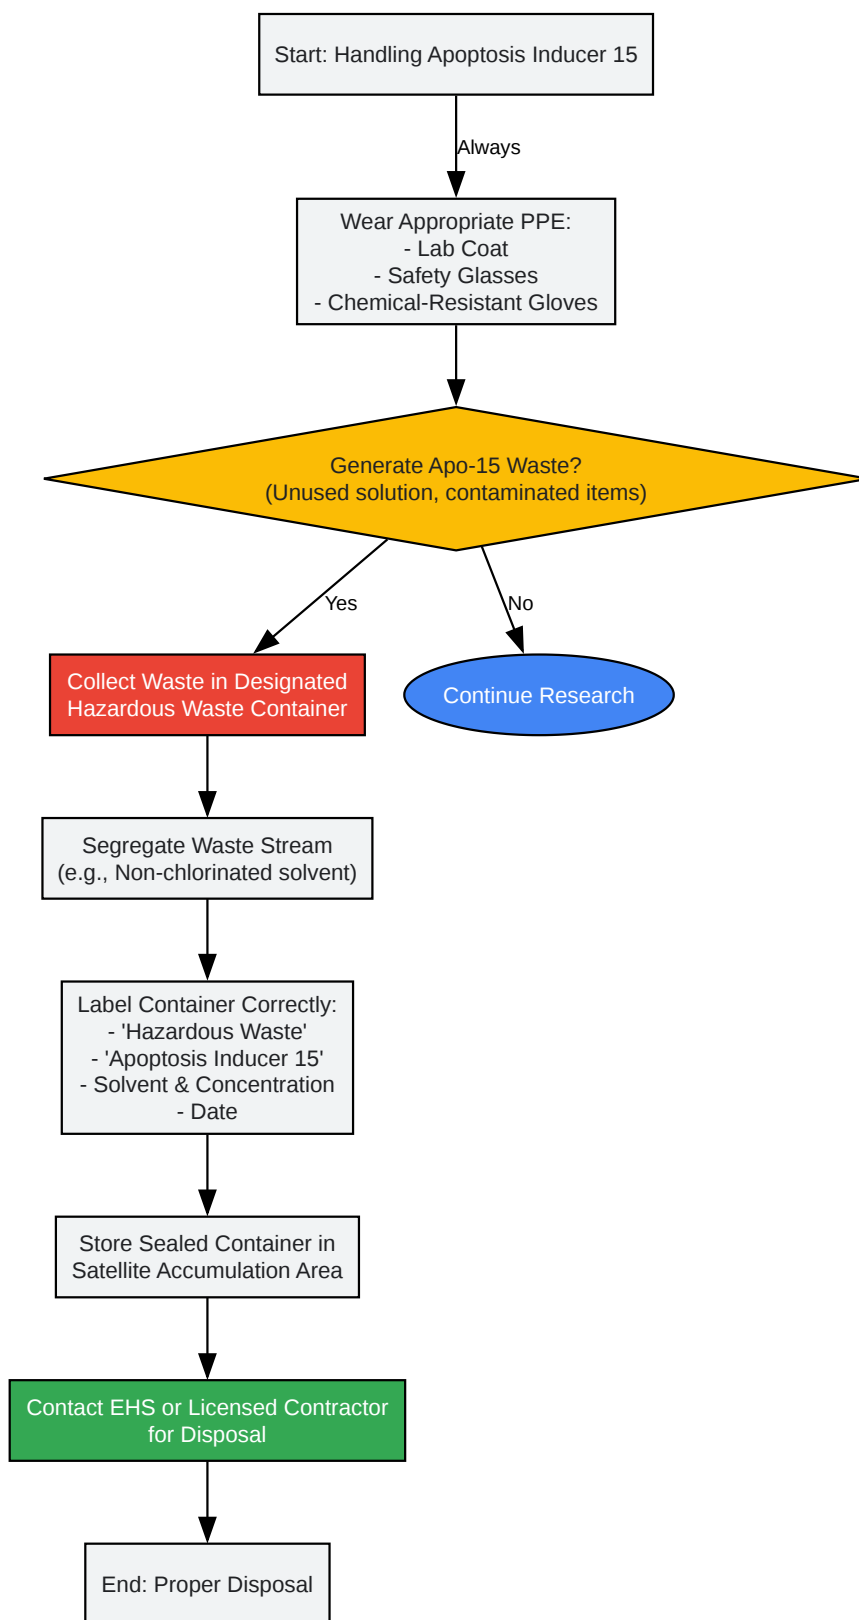 Start: Handling Apoptosis Inducer 15
Always
Wear Appropriate PPE:
- Lab Coat
- Safety Glasses
- Chemical-Resistant Gloves
Generate Apo-15 Waste?
(Unused solution, contaminated items)
Yes
No
Collect Waste in Designated
Hazardous Waste Container
Continue Research
Segregate Waste Stream
(e.g., Non-chlorinated solvent)
Label Container Correctly:
- 'Hazardous Waste'
- 'Apoptosis Inducer 15'
- Solvent & Concentration
- Date
Store Sealed Container in
Satellite Accumulation Area
Contact EHS or Licensed Contractor
for Disposal
End: Proper Disposal